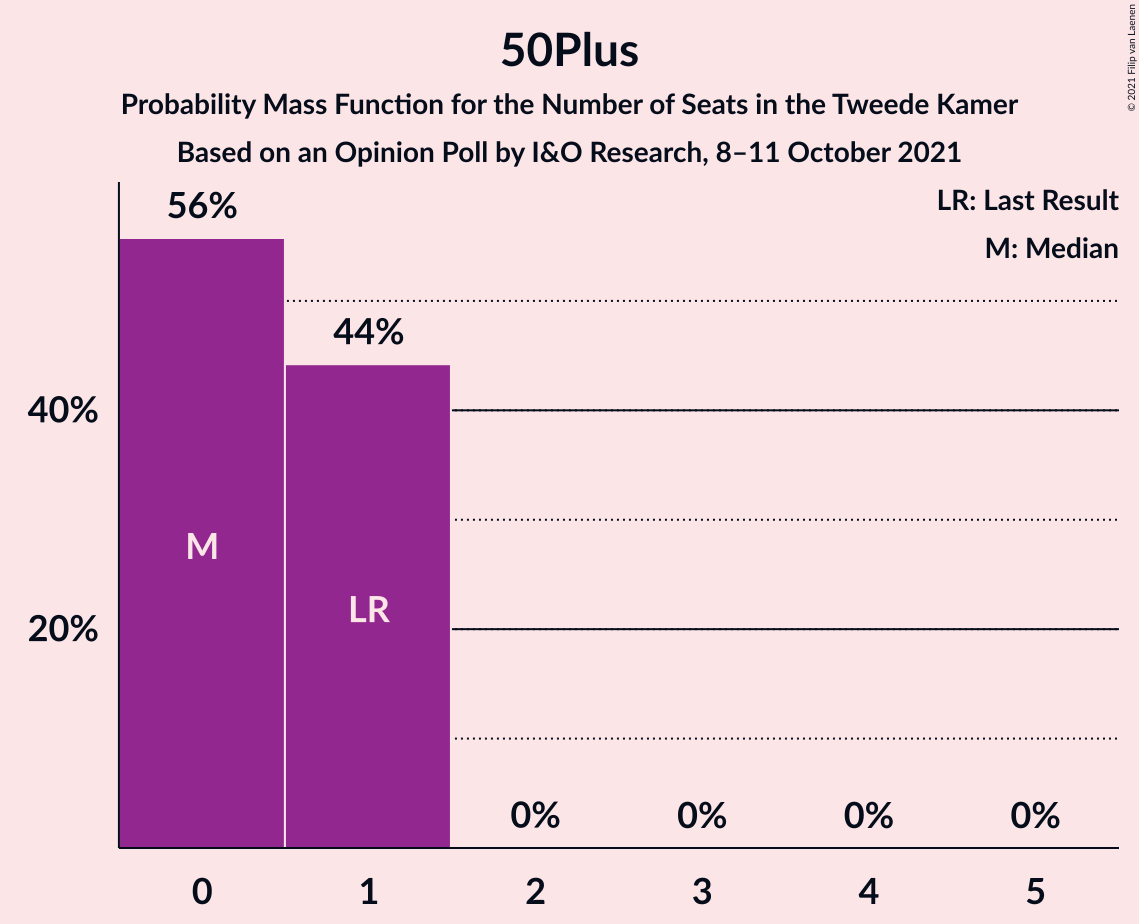 50Plus
Probability Mass Function for the Number of Seats in the Tweede Kamer
Based on an Opinion Poll by I&O Research, 8–11 October 2021
© 2021 Filip van Laenen
LR: Last Result
M: Median
56%
44%
40%
20%
M
LR
0%
0%
0%
0%
0
1
2
3
4
5